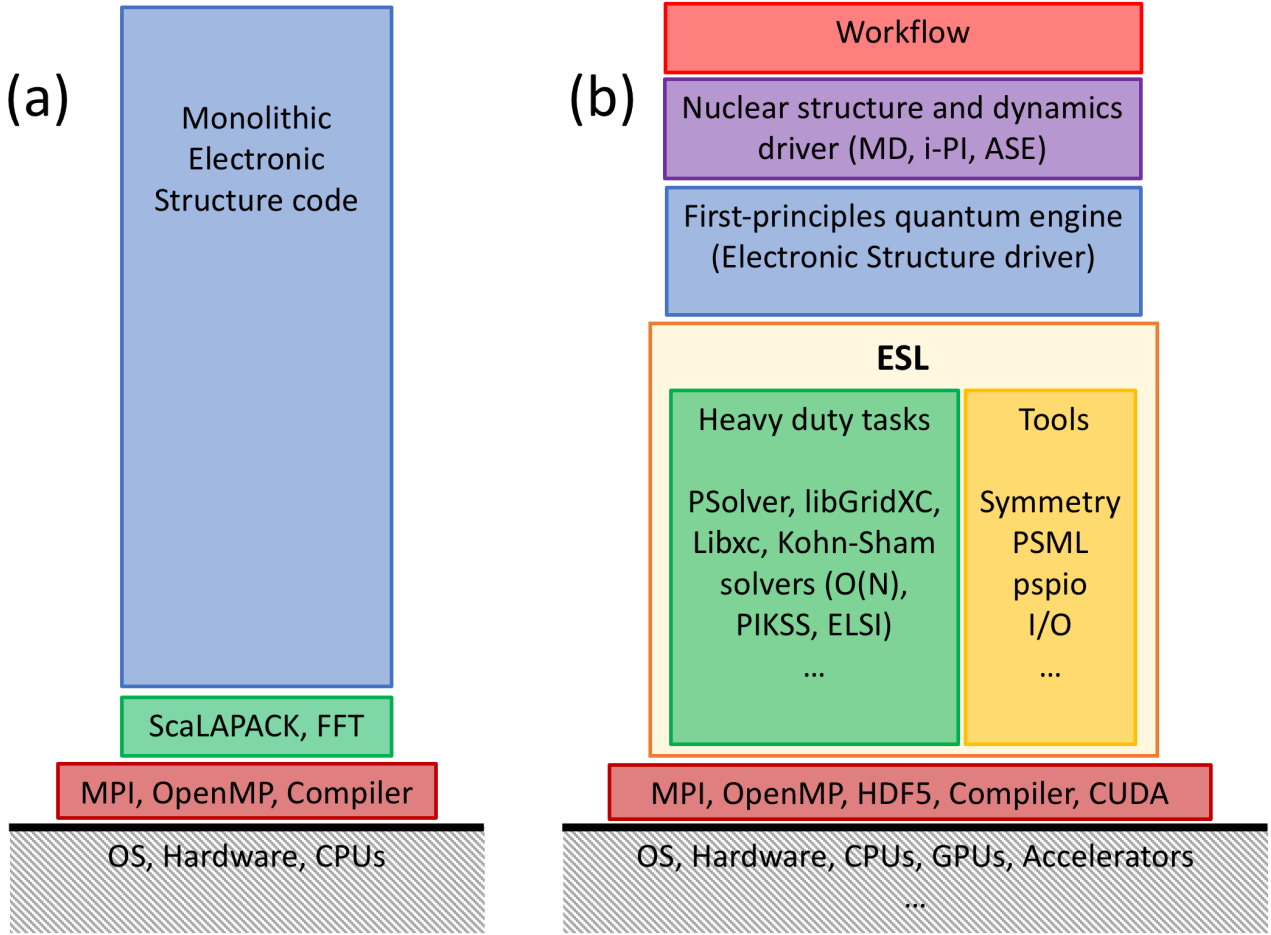 (a)
Monolithic
Electronic
Structure code
ScaLAPACK, FFT
MPI, OpenMP, Compiler
OS, Hardware, CPUs
(b)
Workflow
Nuclear structure and dynamics
driver (MD, i-PI, ASE)
First-principles quantum engine
(Electronic Structure driver)
ESL
Heavy duty tasks
PSolver, libGridXC,
Libxc, Kohn-Sham
solvers (O(N),
PIKSS, ELSI)
...
Tools
Symmetry
PSML
pspio
I/O
...
MPI, OpenMP, HDF5, Compiler, CUDA
OS, Hardware, CPUs, GPUs, Accelerators
...